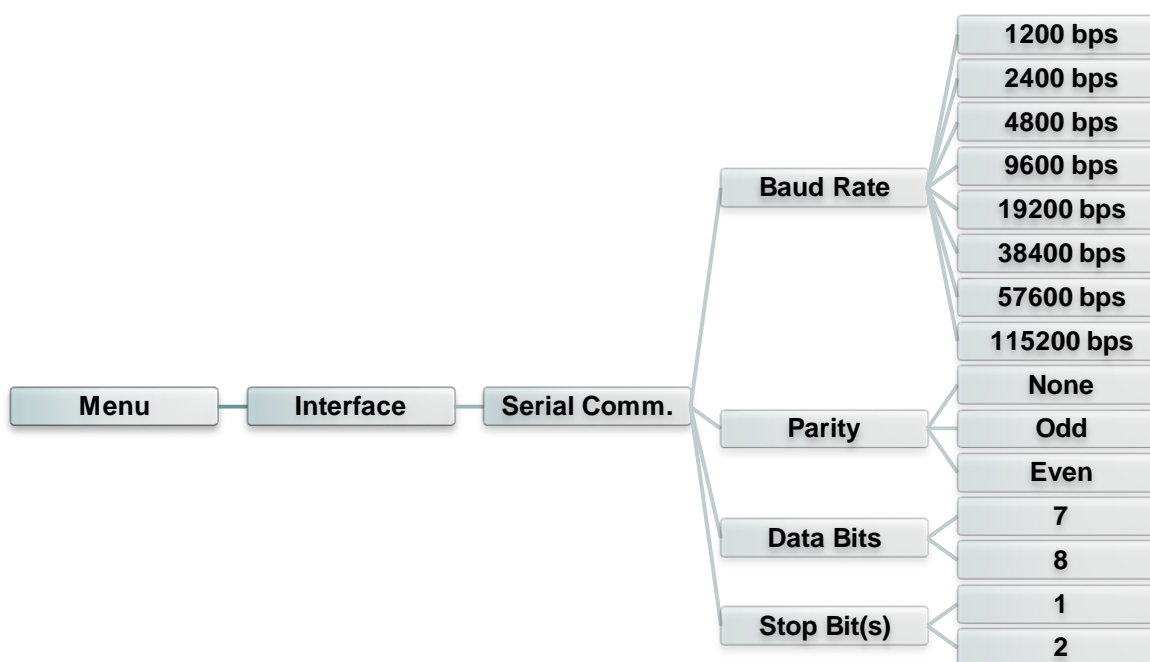 Menu
Interface
Serial Comm.
Baud Rate
1200 bps
2400 bps
4800 bps
9600 bps
19200 bps
38400 bps
57600 bps
115200 bps
Parity
None
Odd
Even
Data Bits
7
8
Stop Bit(s)
1
2